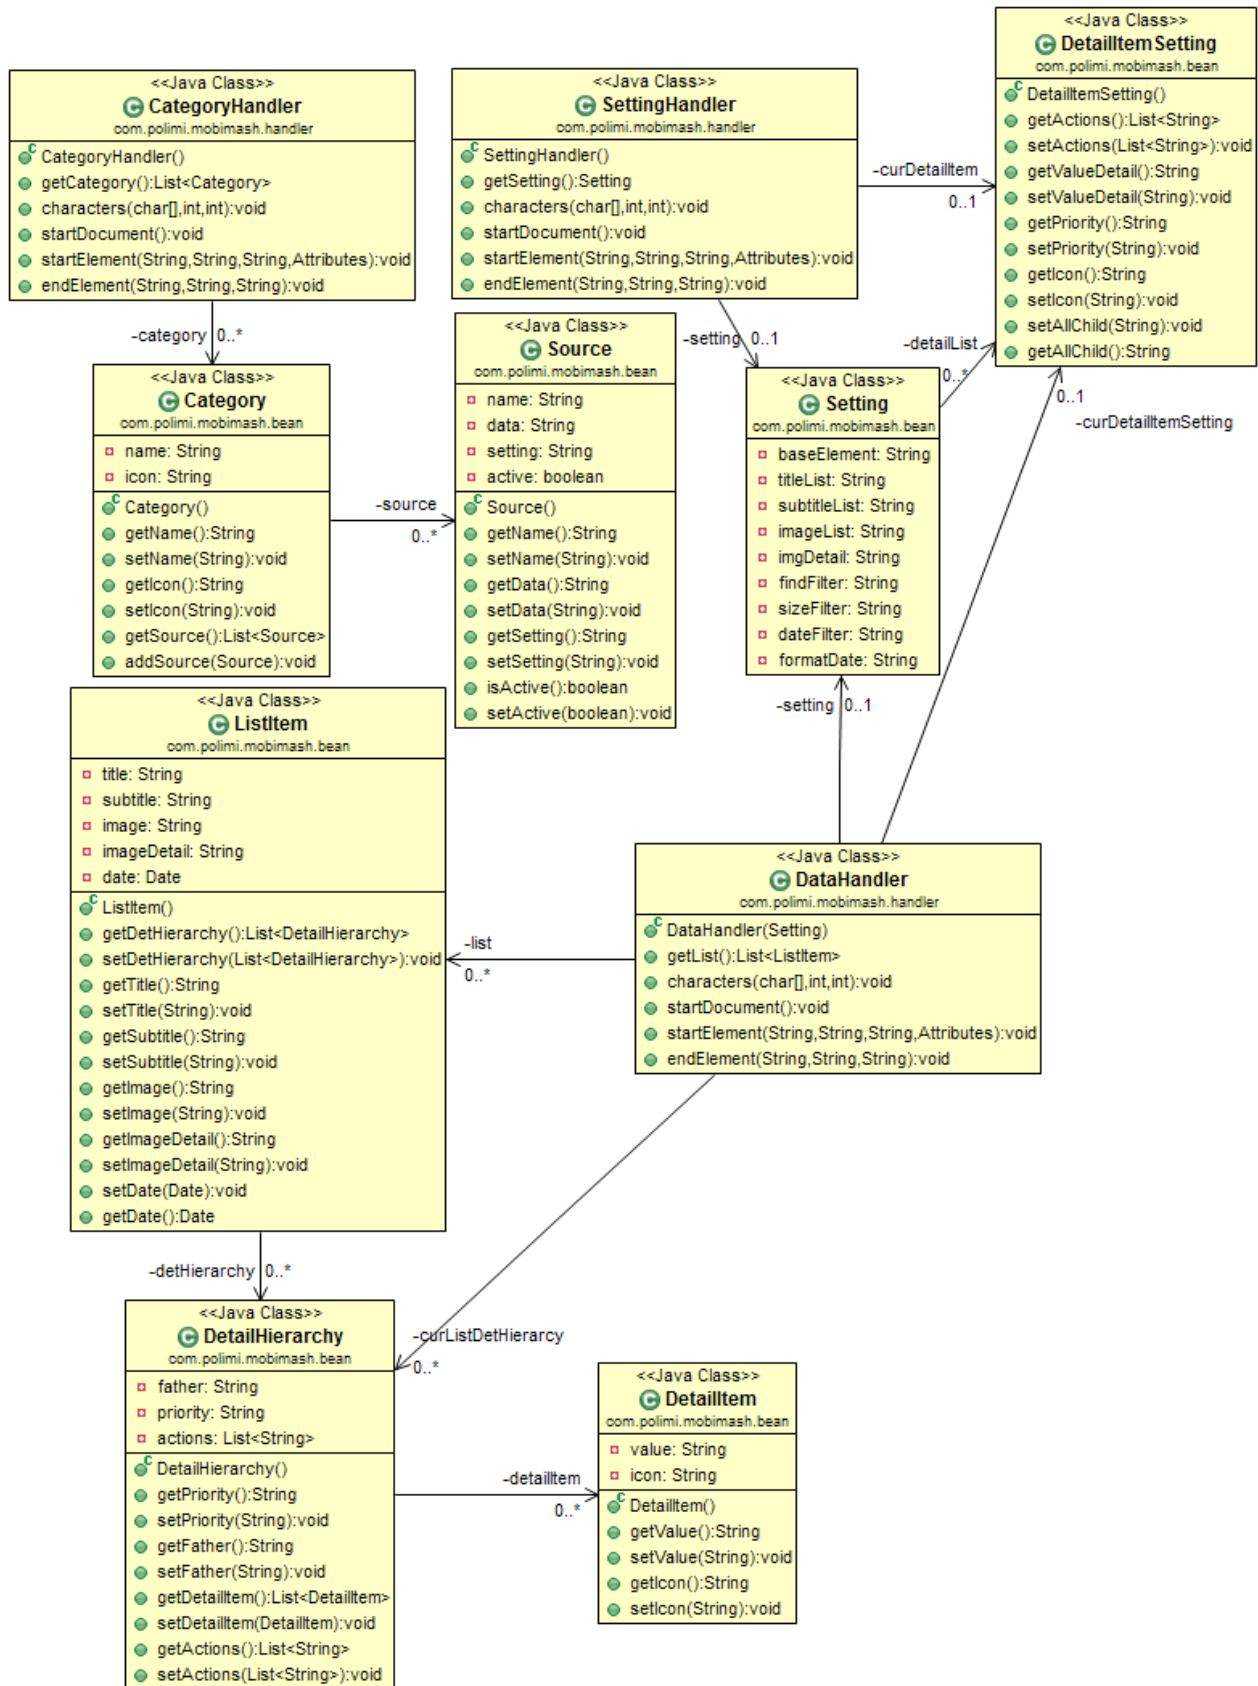 <<Java Class>>
CategoryHandler
com.polimi.mobimash.handler
CategoryHandler()
getCategory():List<Category>
characters(char[],int,int):void
startDocument():void
startElement(String,String,String,Attributes):void
endElement(String,String,String):void
<<Java Class>>
SettingHandler
com.polimi.mobimash.handler
SettingHandler()
getSetting():Setting
characters(char[],int,int):void
startDocument():void
startElement(String,String,String,Attributes):void
endElement(String,String,String):void
-curDetailItem
0..1
<<Java Class>>
DetailItemSetting
com.polimi.mobimash.bean
DetailItemSetting()
getActions():List<String>
setActions(List<String>):void
getValueDetail():String
setValueDetail(String):void
getPriority():String
setPriority(String):void
getIcon():String
setIcon(String):void
setAllChild(String):void
getAllChild():String
-category 0..*
<<Java Class>>
Category
com.polimi.mobimash.bean
name: String
icon: String
Category()
getName():String
setName(String):void
getIcon():String
setIcon(String):void
getSource():List<Source>
addSource(Source):void
-source
0..*
<<Java Class>>
Source
com.polimi.mobimash.bean
name: String
data: String
setting: String
active: boolean
Source()
getName():String
setName(String):void
getData():String
setData(String):void
getSetting():String
setSetting(String):void
isActive():boolean
setActive(boolean):void
-setting 0..1
<<Java Class>>
Setting
com.polimi.mobimash.bean
baseElement: String
titleList: String
subtitleList: String
imageList: String
imgDetail: String
findFilter: String
sizeFilter: String
dateFilter: String
formatDate: String
-detailList
0..*
0..1
-curDetailItemSetting
-setting 0..1
<<Java Class>>
ListItem
com.polimi.mobimash.bean
title: String
subtitle: String
image: String
imageDetail: String
date: Date
ListItem()
getDetHierarchy():List<DetailHierarchy>
setDetHierarchy(List<DetailHierarchy>):void
getTitle():String
setTitle(String):void
getSubtitle():String
setSubtitle(String):void
getImage():String
setImage(String):void
getImageDetail():String
setImageDetail(String):void
setDate(Date):void
getDate():Date
-list
0..*
<<Java Class>>
DataHandler
com.polimi.mobimash.handler
DataHandler(Setting)
getList():List<ListItem>
characters(char[],int,int):void
startDocument():void
startElement(String,String,String,Attributes):void
endElement(String,String,String):void
-detHierarchy 0..*
<<Java Class>>
DetailHierarchy
com.polimi.mobimash.bean
father: String
priority: String
actions: List<String>
DetailHierarchy()
getPriority():String
setPriority(String):void
getFather():String
setFather(String):void
getDetailItem():List<DetailItem>
setDetailItem(DetailItem):void
getActions():List<String>
setActions(List<String>):void
-curListDetHierarcy
0..*
-detailItem
0..*
<<Java Class>>
DetailItem
com.polimi.mobimash.bean
value: String
icon: String
DetailItem()
getValue():String
setValue(String):void
getIcon():String
setIcon(String):void